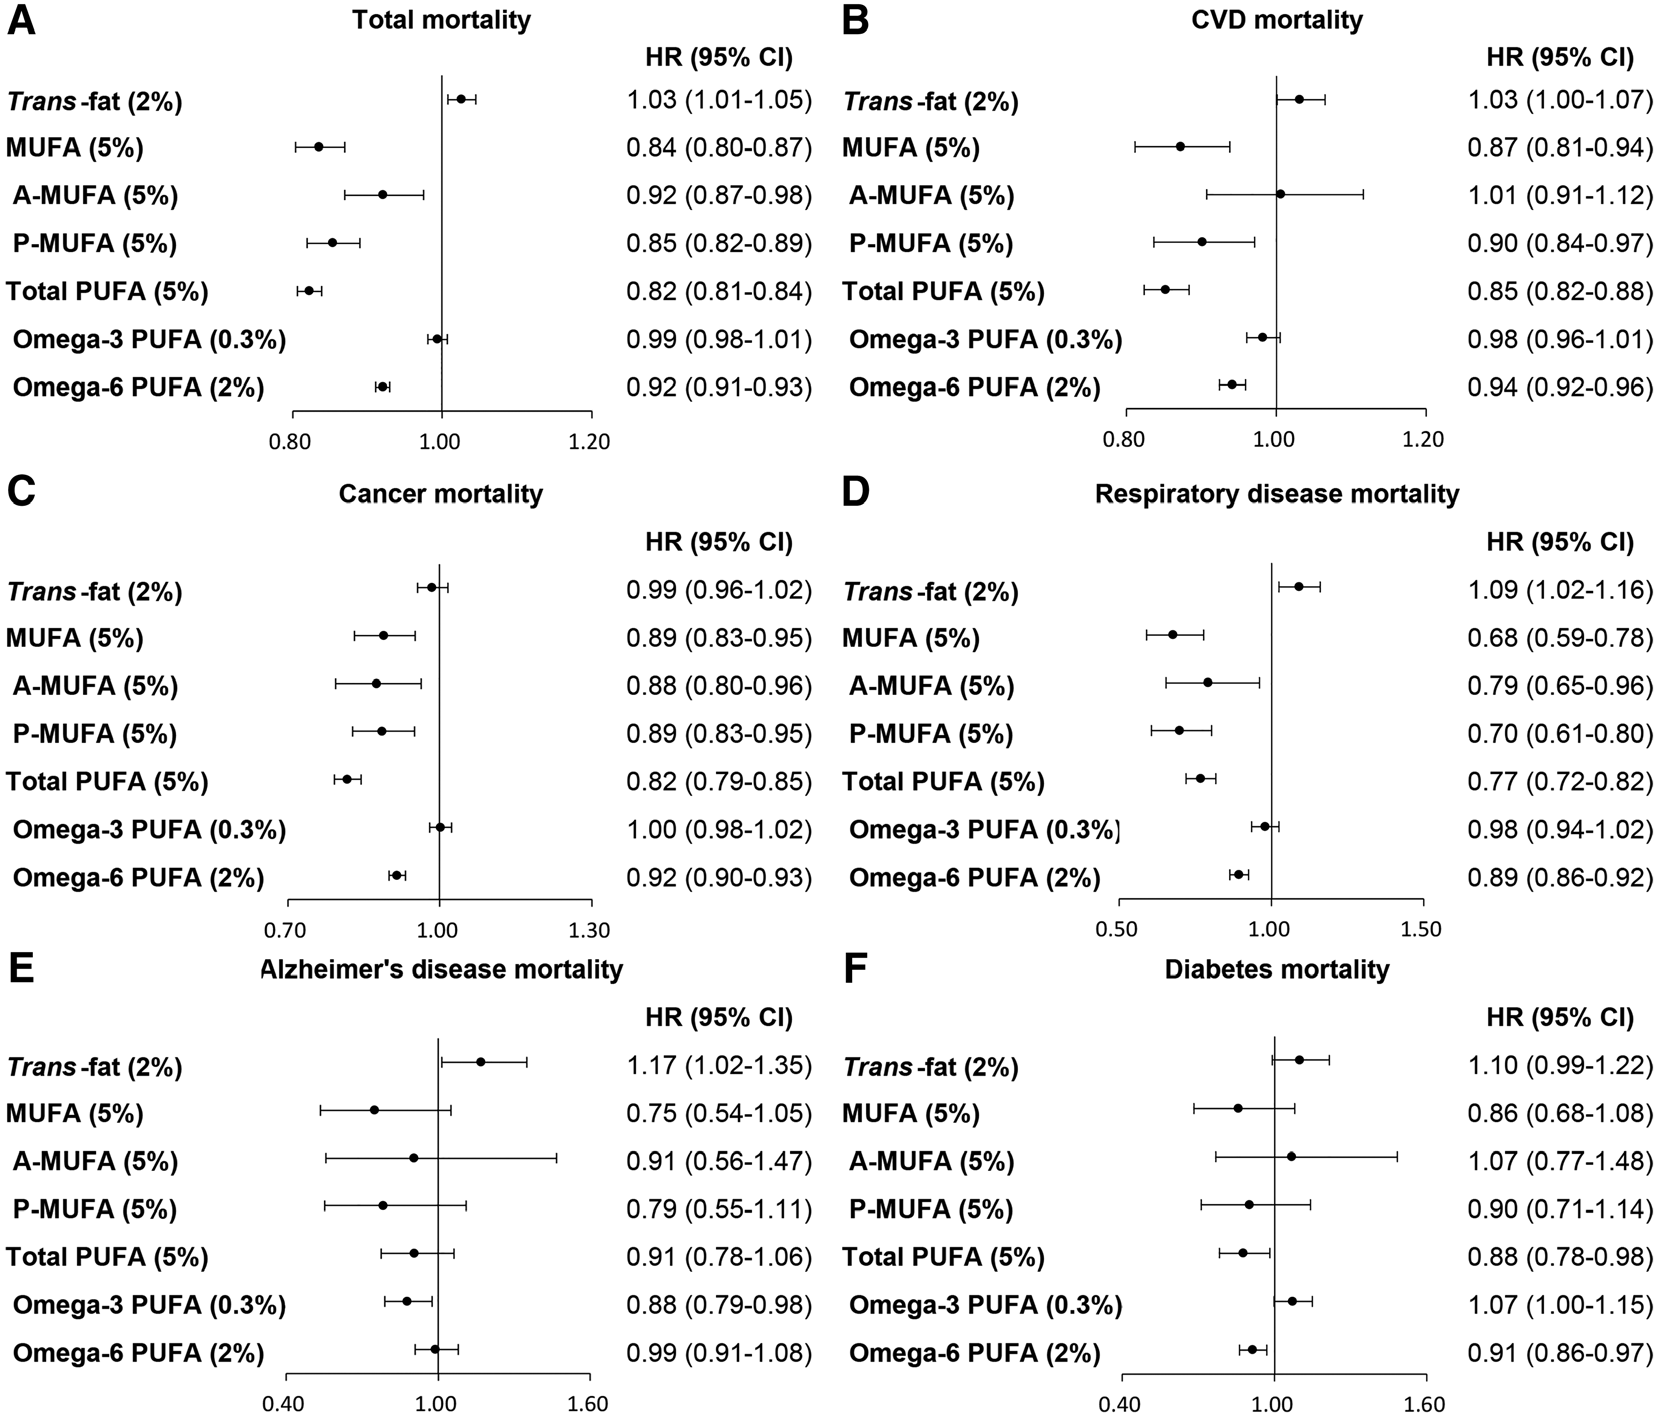 A Total mortality
HR (95% CI)
Trans-fat (2%) 1.03 (1.01-1.05)
MUFA (5%) 0.84 (0.80-0.87)
A-MUFA (5%) 0.92 (0.87-0.98)
P-MUFA (5%) 0.85 (0.82-0.89)
Total PUFA (5%) 0.82 (0.81-0.84)
Omega-3 PUFA (0.3%) 0.99 (0.98-1.01)
Omega-6 PUFA (2%) 0.92 (0.91-0.93)
0.80 1.00 1.20
B CVD mortality
HR (95% CI)
Trans-fat (2%) 1.03 (1.00-1.07)
MUFA (5%) 0.87 (0.81-0.94)
A-MUFA (5%) 1.01 (0.91-1.12)
P-MUFA (5%) 0.90 (0.84-0.97)
Total PUFA (5%) 0.85 (0.82-0.88)
Omega-3 PUFA (0.3%) 0.98 (0.96-1.01)
Omega-6 PUFA (2%) 0.94 (0.92-0.96)
0.80 1.00 1.20
C Cancer mortality
HR (95% CI)
Trans-fat (2%) 0.99 (0.96-1.02)
MUFA (5%) 0.89 (0.83-0.95)
A-MUFA (5%) 0.88 (0.80-0.96)
P-MUFA (5%) 0.89 (0.83-0.95)
Total PUFA (5%) 0.82 (0.79-0.85)
Omega-3 PUFA (0.3%) 1.00 (0.98-1.02)
Omega-6 PUFA (2%) 0.92 (0.90-0.93)
0.70 1.00 1.30
D Respiratory disease mortality
HR (95% CI)
Trans-fat (2%) 1.09 (1.02-1.16)
MUFA (5%) 0.68 (0.59-0.78)
A-MUFA (5%) 0.79 (0.65-0.96)
P-MUFA (5%) 0.70 (0.61-0.80)
Total PUFA (5%) 0.77 (0.72-0.82)
Omega-3 PUFA (0.3%) 0.98 (0.94-1.02)
Omega-6 PUFA (2%) 0.89 (0.86-0.92)
0.50 1.00 1.50
E Alzheimer's disease mortality
HR (95% CI)
Trans-fat (2%) 1.17 (1.02-1.35)
MUFA (5%) 0.75 (0.54-1.05)
A-MUFA (5%) 0.91 (0.56-1.47)
P-MUFA (5%) 0.79 (0.55-1.11)
Total PUFA (5%) 0.91 (0.78-1.06)
Omega-3 PUFA (0.3%) 0.88 (0.79-0.98)
Omega-6 PUFA (2%) 0.99 (0.91-1.08)
0.40 1.00 1.60
F Diabetes mortality
HR (95% CI)
Trans-fat (2%) 1.10 (0.99-1.22)
MUFA (5%) 0.86 (0.68-1.08)
A-MUFA (5%) 1.07 (0.77-1.48)
P-MUFA (5%) 0.90 (0.71-1.14)
Total PUFA (5%) 0.88 (0.78-0.98)
Omega-3 PUFA (0.3%) 1.07 (1.00-1.15)
Omega-6 PUFA (2%) 0.91 (0.86-0.97)
0.40 1.00 1.60